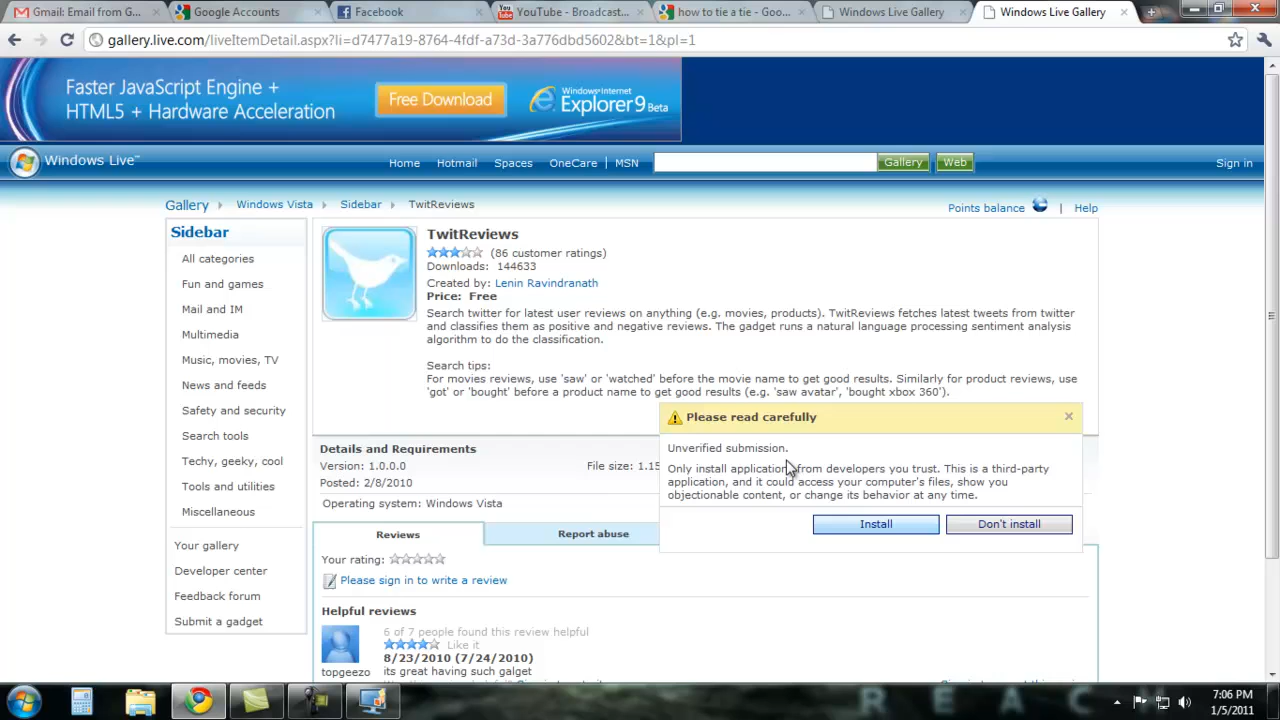 Gmail: Email from G...
Google Accounts
Facebook
YouTube - Broadcast...
how to tie a tie - Goo...
Windows Live Gallery
Windows Live Gallery
gallery.live.com/liveItemDetail.aspx?li=d7477a19-8764-4fdf-a73d-3a776dbd5602&bt=1&pl=1
Faster JavaScript Engine +
HTML5 + Hardware Acceleration
Free Download
Windows Internet
Explorer9 Beta
Windows Live™
Home
Hotmail
Spaces
OneCare
MSN
Gallery
Web
Sign in
Gallery
Windows Vista
Sidebar
TwitReviews
Points balance
Help
Sidebar
All categories
Fun and games
Mail and IM
Multimedia
Music, movies, TV
News and feeds
Safety and security
Search tools
Techy, geeky, cool
Tools and utilities
Miscellaneous
Your gallery
Developer center
Feedback forum
Submit a gadget
TwitReviews
(86 customer ratings)
Downloads: 144633
Created by: Lenin Ravindranath
Price: Free
Search twitter for latest user reviews on anything (e.g. movies, products). TwitReviews fetches latest tweets from twitter
and classifies them as positive and negative reviews. The gadget runs a natural language processing sentiment analysis
algorithm to do the classification.
Search tips:
For movies reviews, use 'saw' or 'watched' before the movie name to get good results. Similarly for product reviews, use
'got' or 'bought' before a product name to get good results (e.g. 'saw avatar', 'bought xbox 360').
Please read carefully
Unverified submission.
Only install applications from developers you trust. This is a third-party
application, and it could access your computer's files, show you
objectionable content, or change its behavior at any time.
Install
Don't install
Details and Requirements
Version: 1.0.0.0
File size: 1.15
Posted: 2/8/2010
Operating system: Windows Vista
Reviews
Report abuse
Your rating:
Please sign in to write a review
Helpful reviews
6 of 7 people found this review helpful
Like it
8/23/2010 (7/24/2010)
its great having such galget
topgeezo
R E A C
7:06 PM
1/5/2011